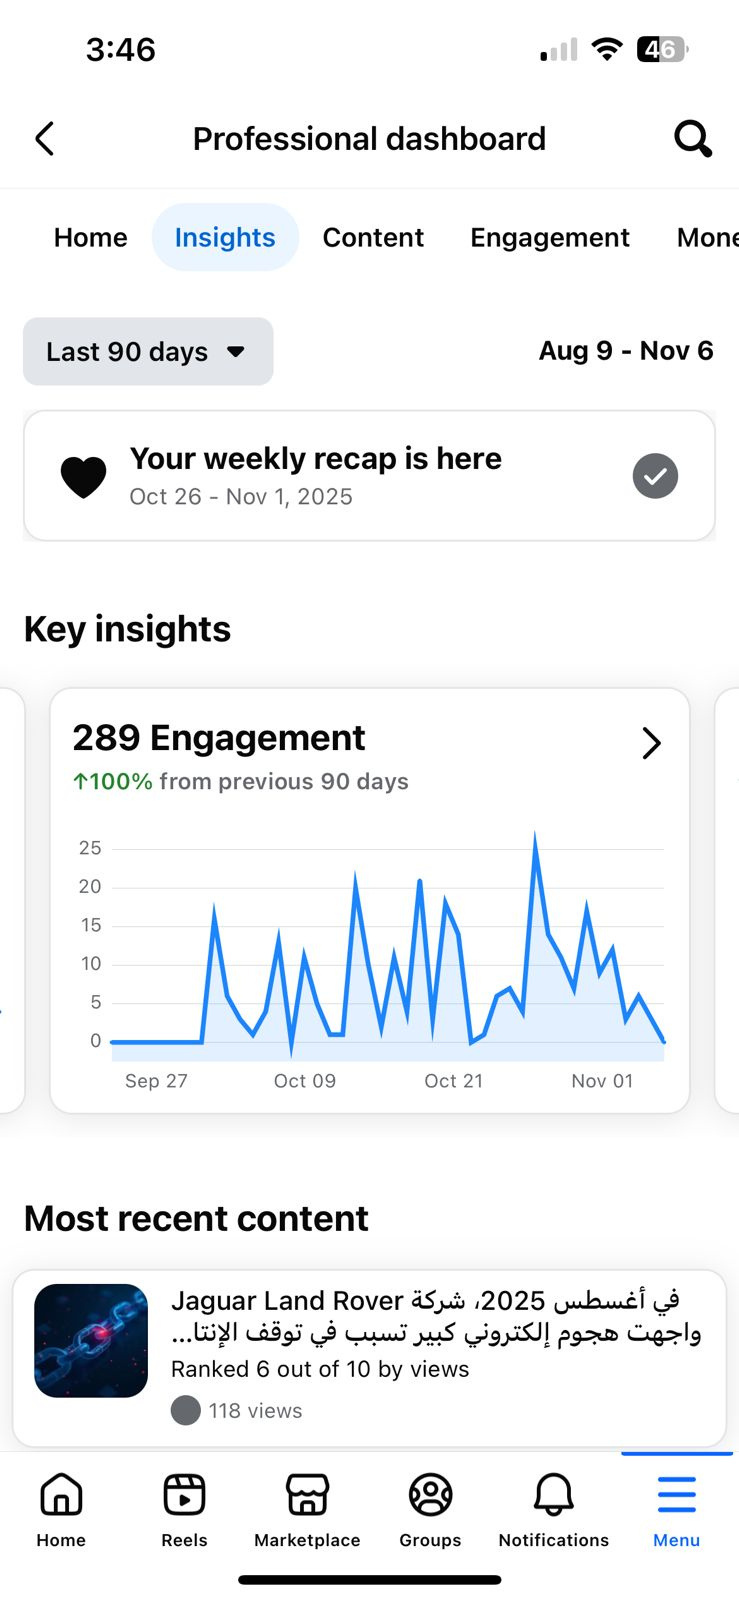 3:46
46
Professional dashboard
Home Insights Content Engagement Mone
Last 90 days
Aug 9 - Nov 6
Your weekly recap is here
Oct 26 - Nov 1, 2025
Key insights
289 Engagement
↑100% from previous 90 days
25
20
15
10
5
0
Sep 27 Oct 09 Oct 21 Nov 01
Most recent content
في أغسطس 2025، شركة Jaguar Land Rover
واجهت هجوم إلكتروني كبير تسبب في توقف الإنتا...
Ranked 6 out of 10 by views
118 views
Home Reels Marketplace Groups Notifications Menu